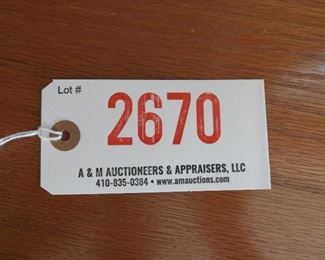 Lot #
2670
A & M AUCTIONEERS & APPRAISERS, LLC
410-835-0384 • www.amauctions.com